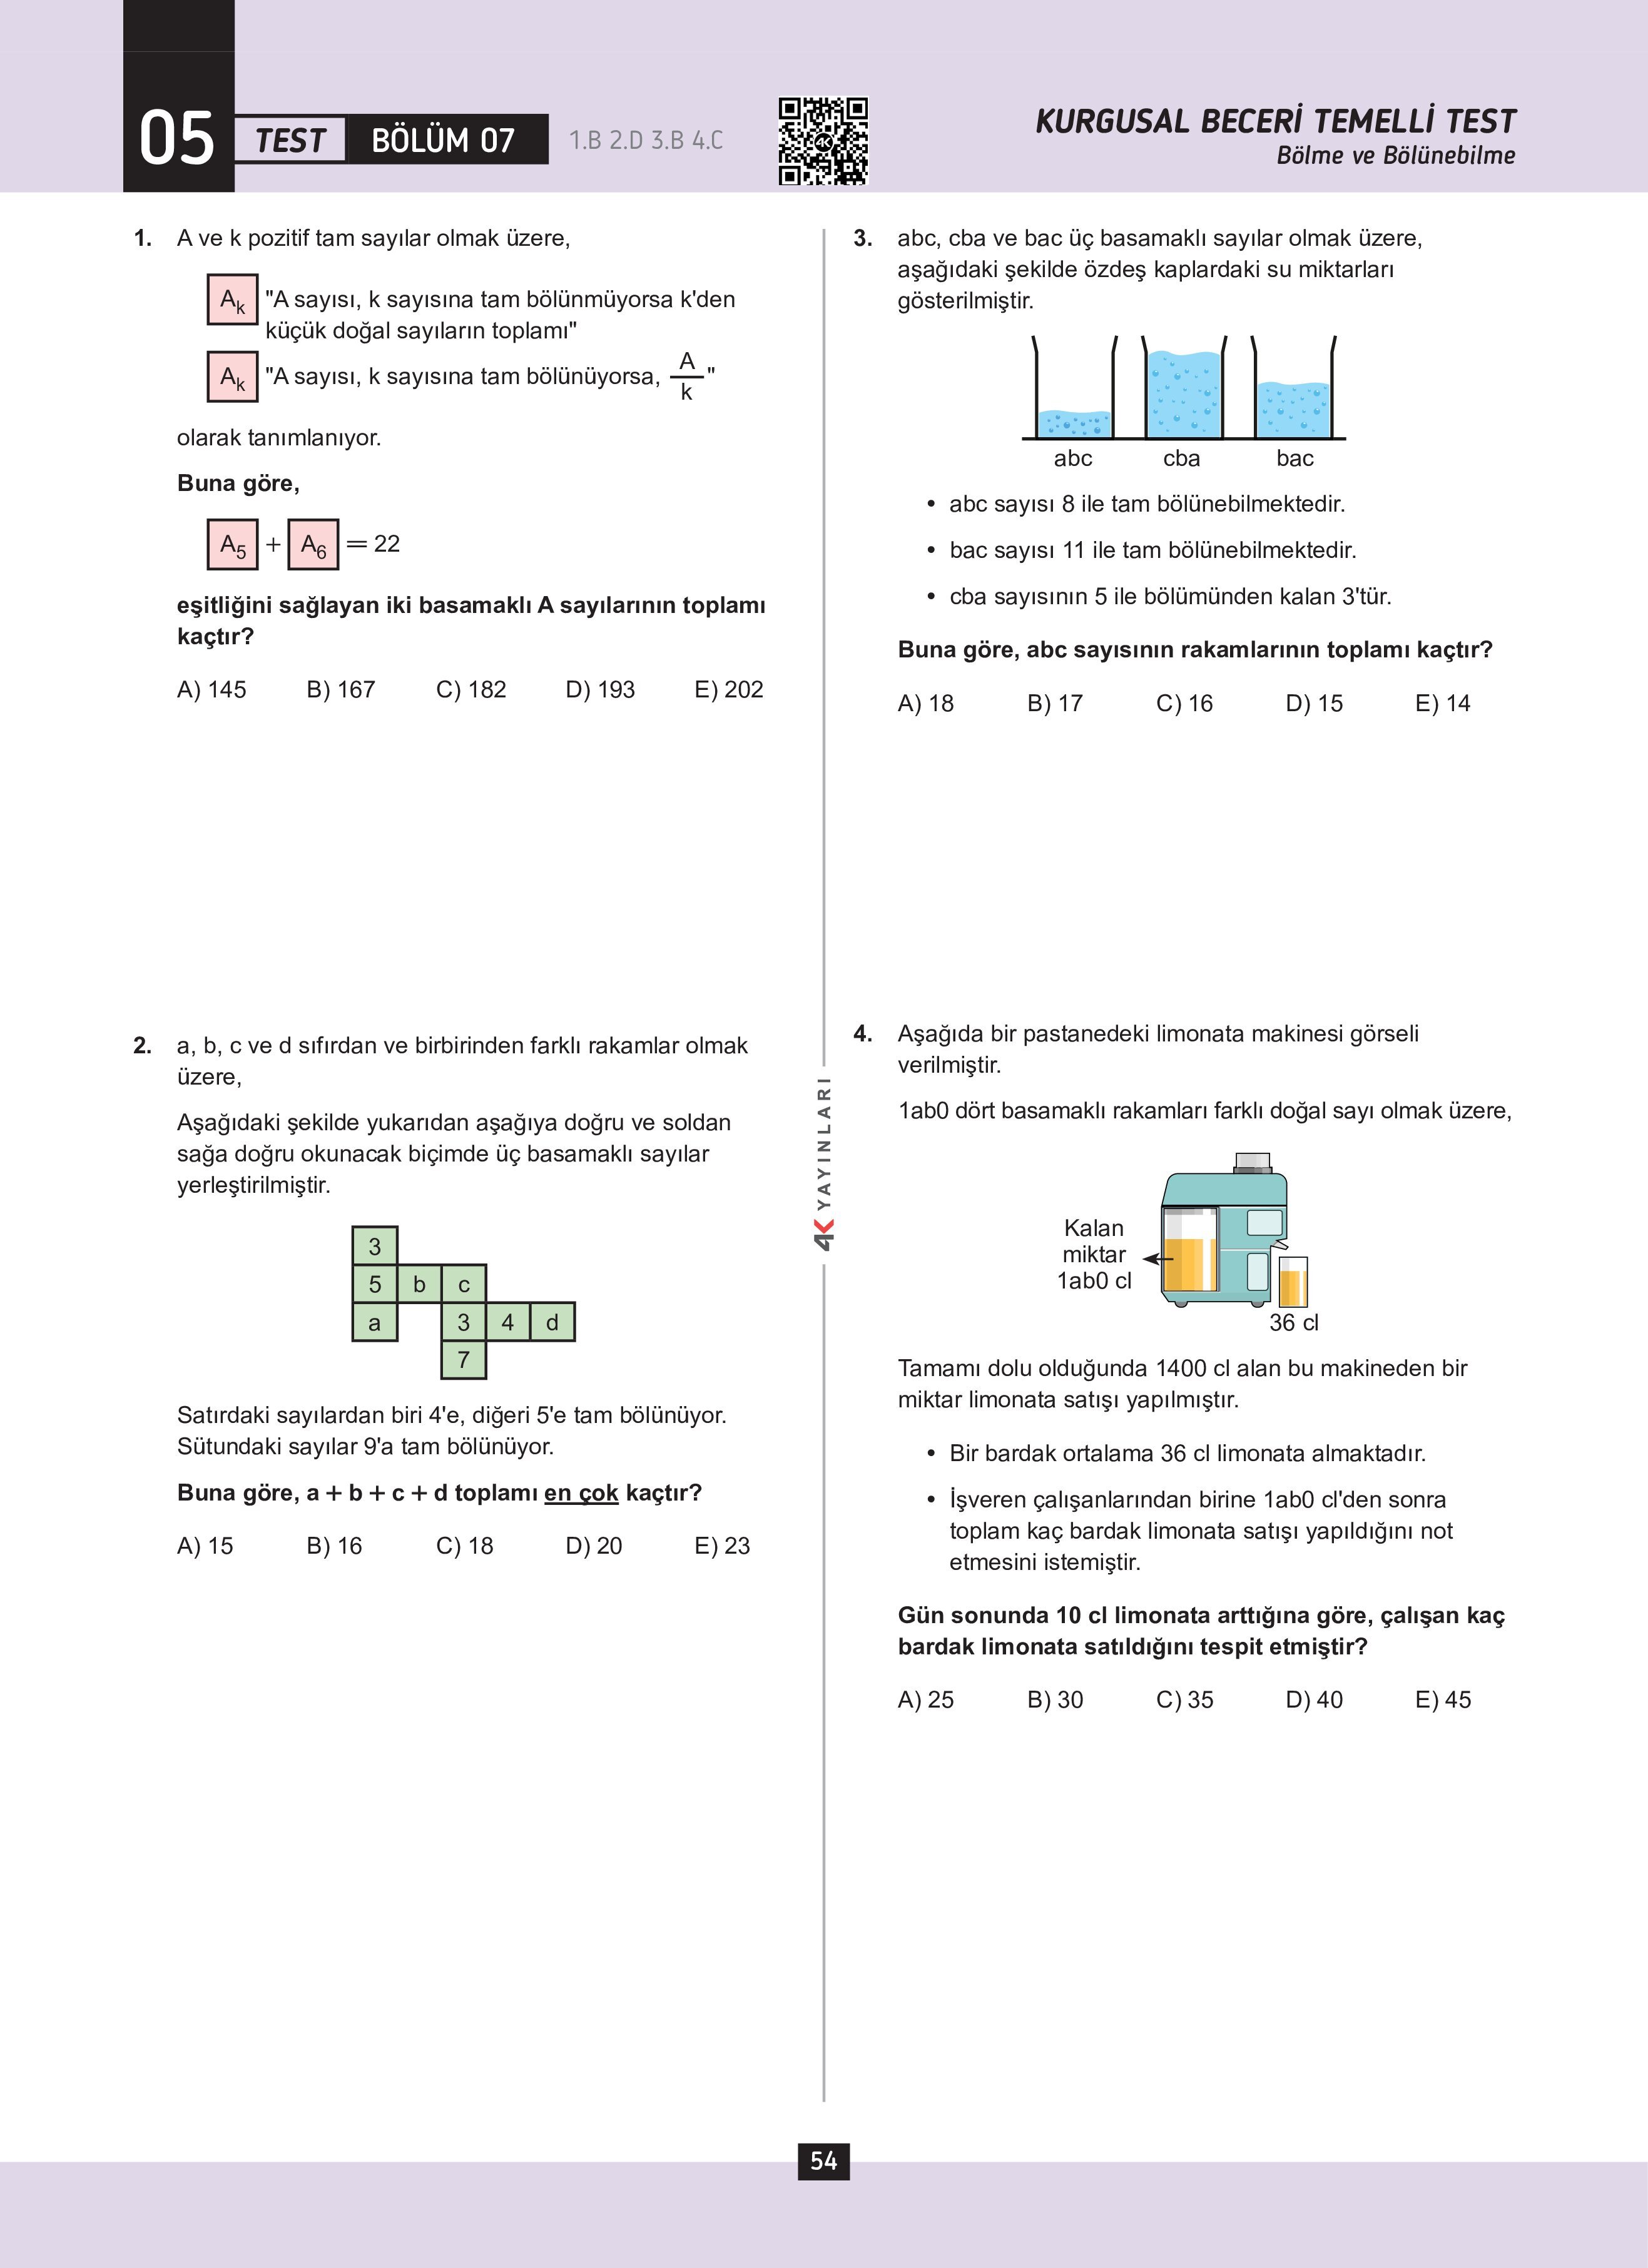 05
TEST
BÖLÜM 07
1.B 2.D 3.B 4.C
KURGUSAL BECERİ TEMELLİ TEST
Bölme ve Bölünebilme
1. A ve k pozitif tam sayılar olmak üzere,
Ak "A sayısı, k sayısına tam bölünmüyorsa k'den
küçük doğal sayıların toplamı"
Ak "A sayısı, k sayısına tam bölünüyorsa, A/k"
olarak tanımlanıyor.
Buna göre,
A5 + A6 = 22
eşitliğini sağlayan iki basamaklı A sayılarının toplamı
kaçtır?
A) 145 B) 167 C) 182 D) 193 E) 202
2. a, b, c ve d sıfırdan ve birbirinden farklı rakamlar olmak
üzere,
Aşağıdaki şekilde yukarıdan aşağıya doğru ve soldan
sağa doğru okunacak biçimde üç basamaklı sayılar
yerleştirilmiştir.
3
5 b c
a 3 4 d
7
Satırdaki sayılardan biri 4'e, diğeri 5'e tam bölünüyor.
Sütundaki sayılar 9'a tam bölünüyor.
Buna göre, a + b + c + d toplamı en çok kaçtır?
A) 15 B) 16 C) 18 D) 20 E) 23
4K YAYINLARI
3. abc, cba ve bac üç basamaklı sayılar olmak üzere,
aşağıdaki şekilde özdeş kaplardaki su miktarları
gösterilmiştir.
abc cba bac
• abc sayısı 8 ile tam bölünebilmektedir.
• bac sayısı 11 ile tam bölünebilmektedir.
• cba sayısının 5 ile bölümünden kalan 3'tür.
Buna göre, abc sayısının rakamlarının toplamı kaçtır?
A) 18 B) 17 C) 16 D) 15 E) 14
4. Aşağıda bir pastanedeki limonata makinesi görseli
verilmiştir.
1ab0 dört basamaklı rakamları farklı doğal sayı olmak üzere,
Kalan
miktar
1ab0 cl
36 cl
Tamamı dolu olduğunda 1400 cl alan bu makineden bir
miktar limonata satışı yapılmıştır.
• Bir bardak ortalama 36 cl limonata almaktadır.
• İşveren çalışanlarından birine 1ab0 cl'den sonra
toplam kaç bardak limonata satışı yapıldığını not
etmesini istemiştir.
Gün sonunda 10 cl limonata arttığına göre, çalışan kaç
bardak limonata satıldığını tespit etmiştir?
A) 25 B) 30 C) 35 D) 40 E) 45
54